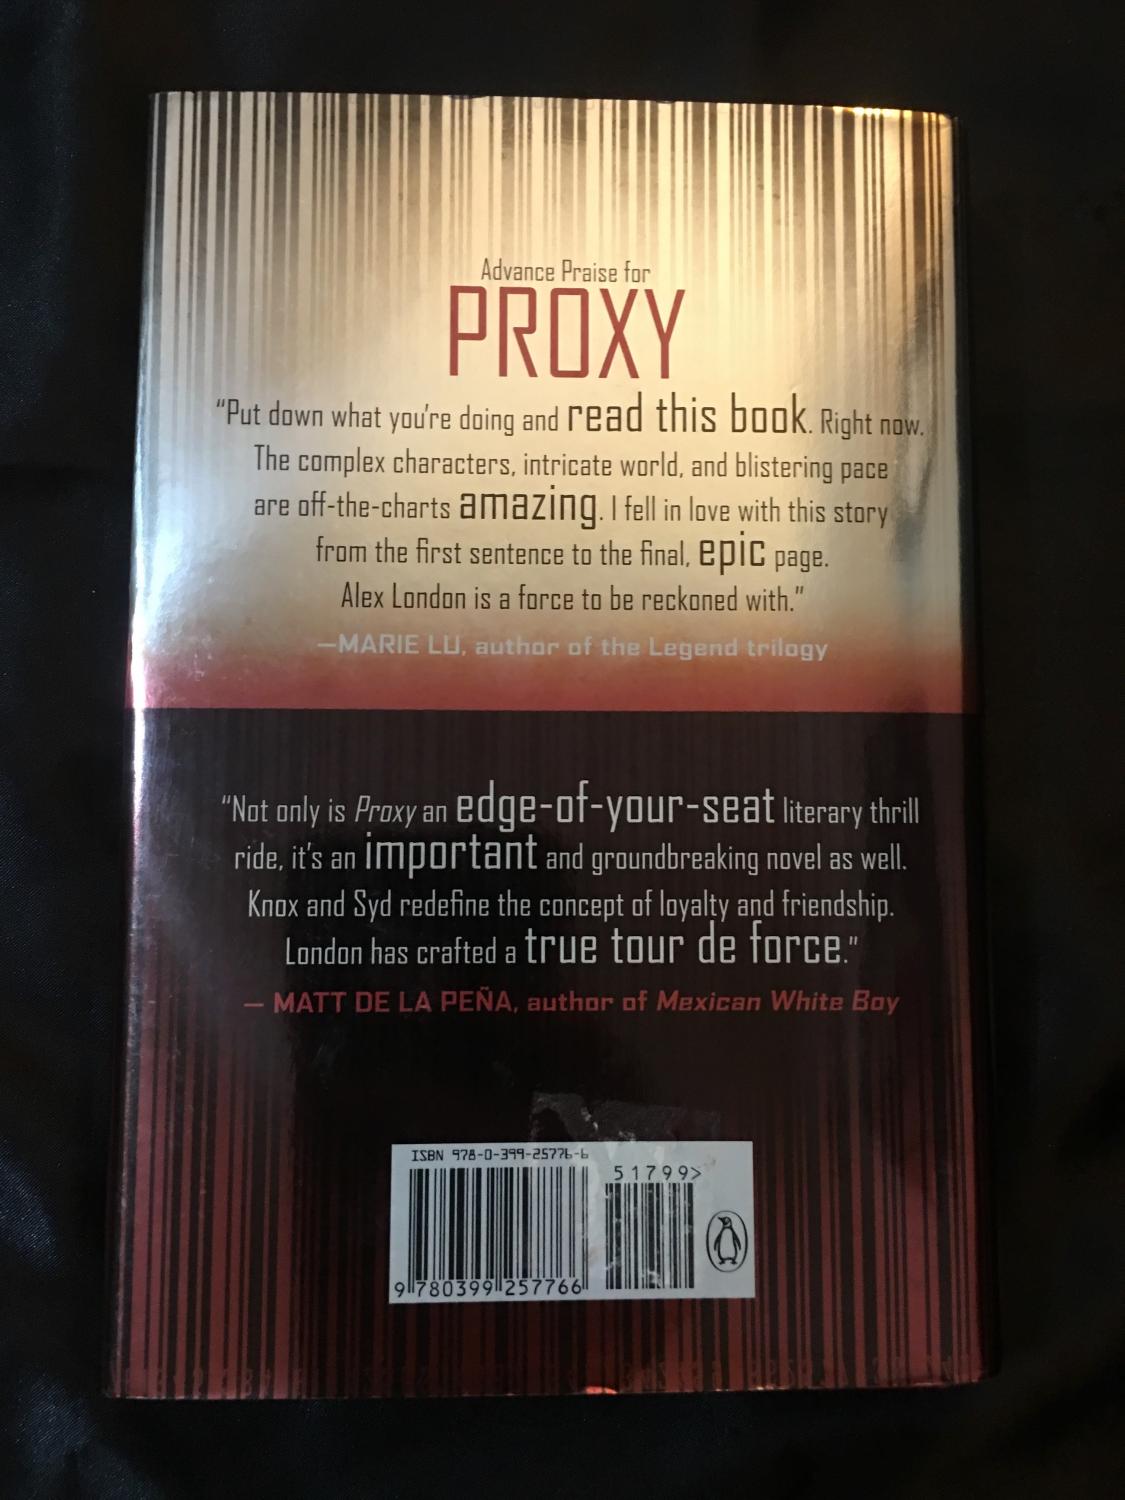 Advance Praise for
PROXY
“Put down what you’re doing and read this book. Right now.
The complex characters, intricate world, and blistering pace
are off-the-charts amazing. I fell in love with this story
from the first sentence to the final, epic page.
Alex London is a force to be reckoned with.”
—MARIE LU, author of the Legend trilogy
“Not only is Proxy an edge-of-your-seat literary thrill
ride, it’s an important and groundbreaking novel as well.
Knox and Syd redefine the concept of loyalty and friendship.
London has crafted a true tour de force.”
— MATT DE LA PEÑA, author of Mexican White Boy
ISBN 978-0-399-25776-6
51799>
9 780399 257766